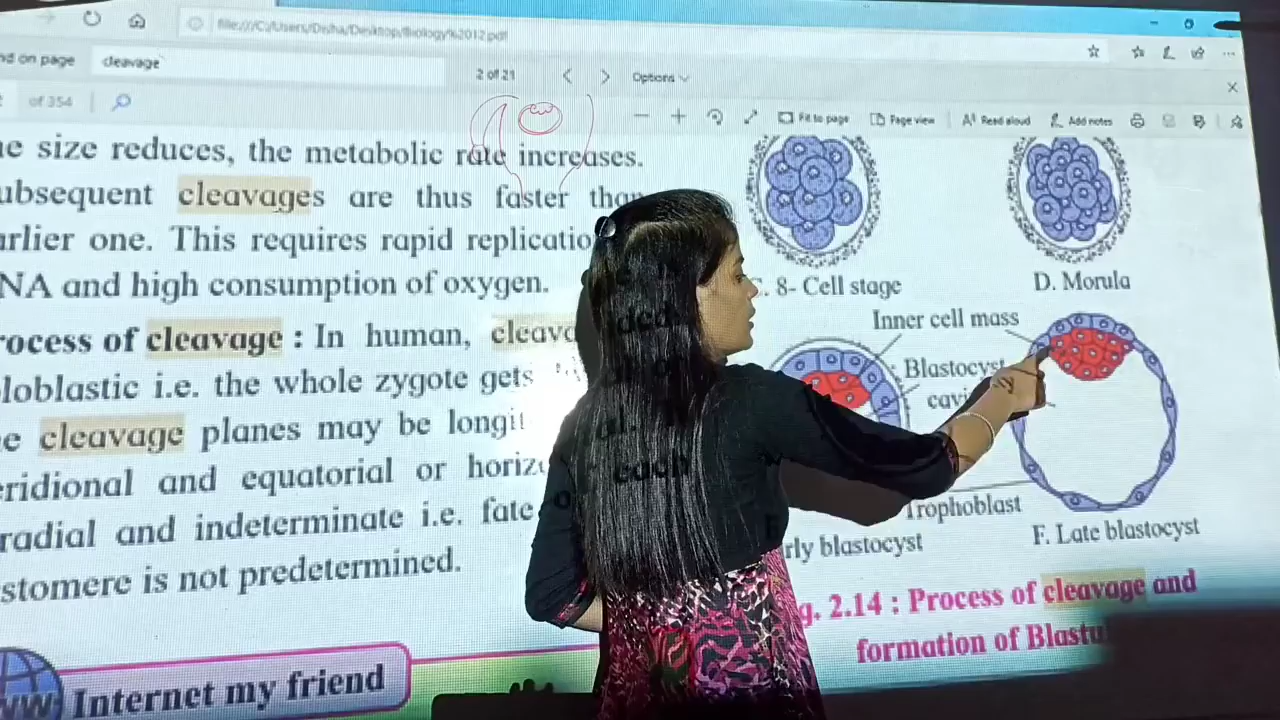 file:///C:/Users/Disha/Desktop/Biology%2012.pdf
nd on page
cleavage
2 of 21
Options
of 354
Fit to page
Page view
Read aloud
Add notes
e size reduces, the metabolic rate increases.
ubsequent cleavages are thus faster than
arlier one. This requires rapid replicatio
NA and high consumption of oxygen.
rocess of cleavage : In human, cleava
loblastic i.e. the whole zygote gets
e cleavage planes may be longit
ridional and equatorial or horizo
radial and indeterminate i.e. fate of each
stomere is not predetermined.
8- Cell stage
D. Morula
Inner cell mass
Blastocyst
cavi
Trophoblast
rly blastocyst
F. Late blastocyst
g. 2.14 : Process of cleavage and
formation of Blastu
Internet my friend